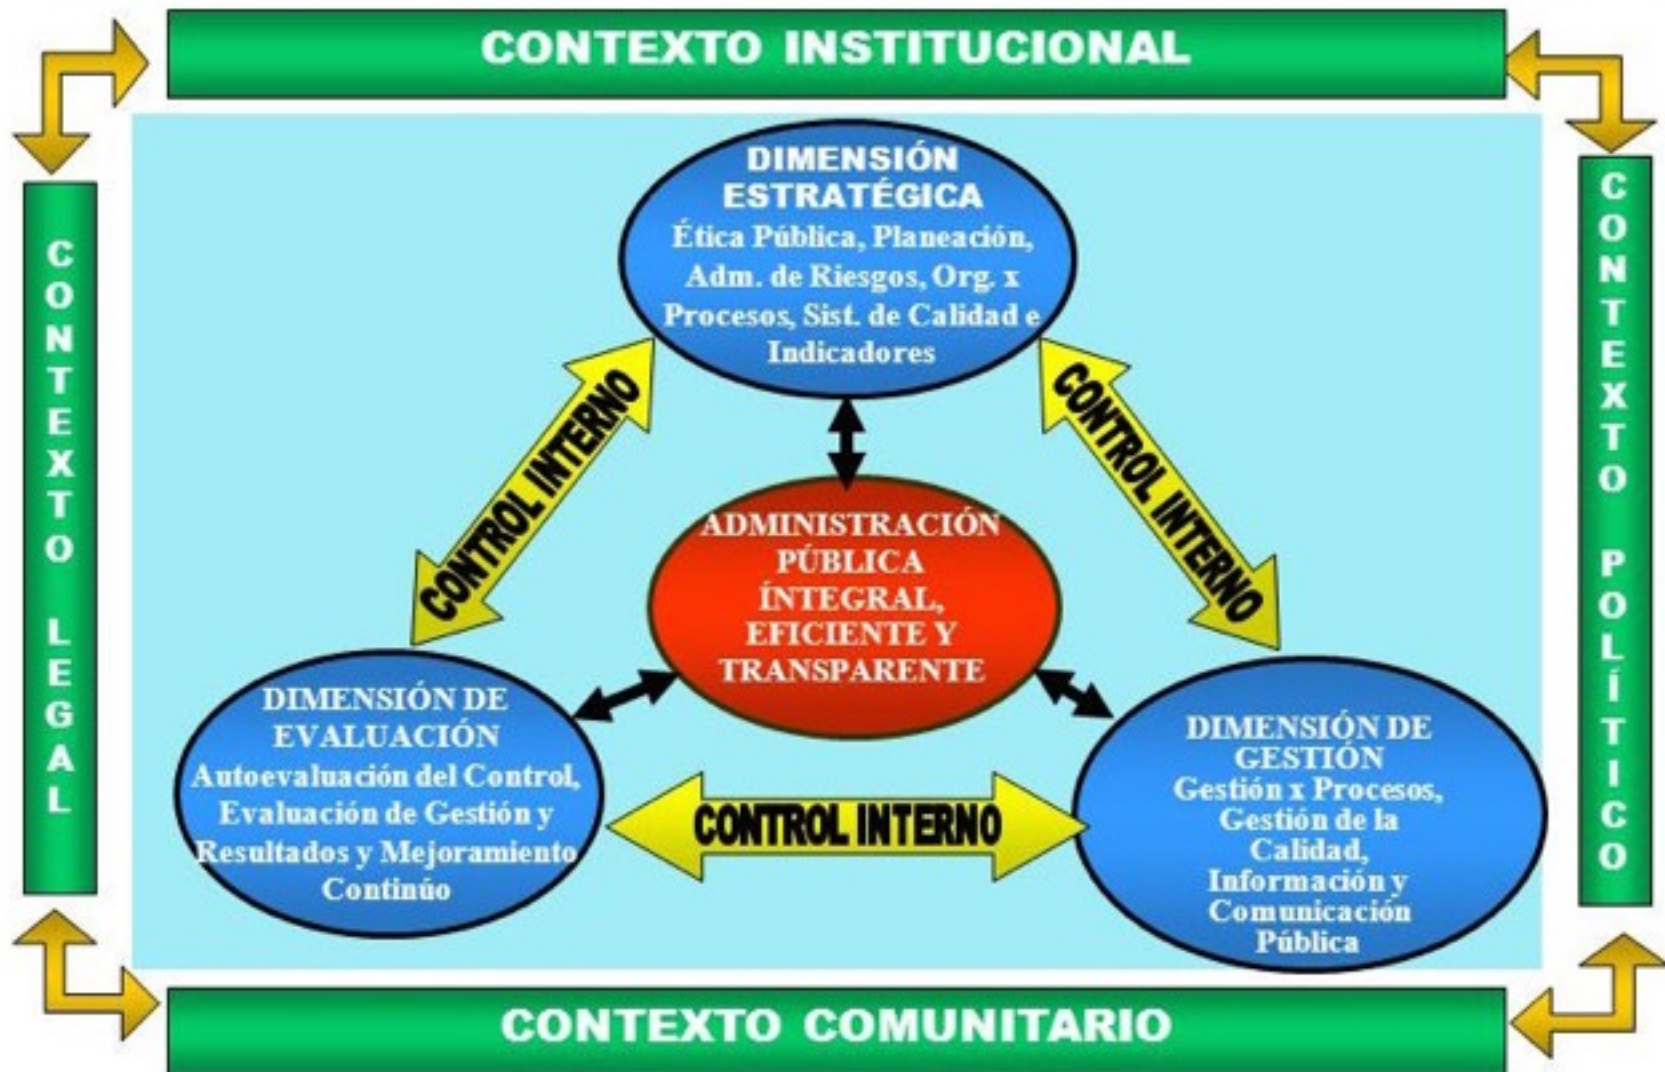 CONTEXTO INSTITUCIONAL
CONTEXTO LEGAL
CONTEXTO POLÍTICO
DIMENSIÓN
ESTRATÉGICA
Ética Pública, Planeación,
Adm. de Riesgos, Org. x
Procesos, Sist. de Calidad e
Indicadores
CONTROL INTERNO
CONTROL INTERNO
ADMINISTRACIÓN
PÚBLICA
ÍNTEGRAL,
EFICIENTE Y
TRANSPARENTE
DIMENSIÓN DE
EVALUACIÓN
Autoevaluación del Control,
Evaluación de Gestión y
Resultados y Mejoramiento
Continúo
CONTROL INTERNO
DIMENSIÓN DE
GESTIÓN
Gestión x Procesos,
Gestión de la
Calidad,
Información y
Comunicación
Pública
CONTEXTO COMUNITARIO